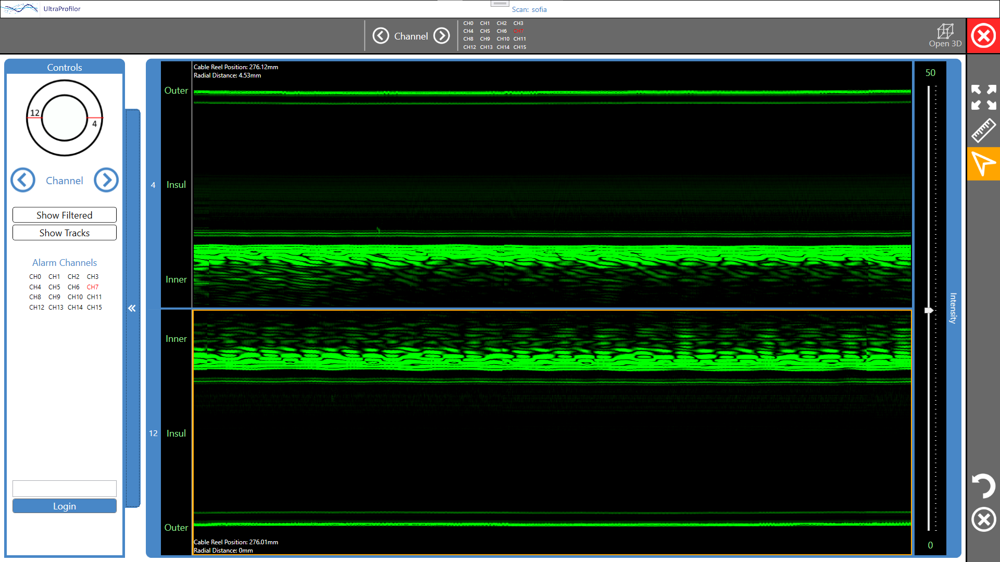 UltraProfilor
Scan: sofia
Channel
CH0 CH1 CH2 CH3
CH4 CH5 CH6 CH7
CH8 CH9 CH10 CH11
CH12 CH13 CH14 CH15
Open 3D
Controls
12
4
Channel
Show Filtered
Show Tracks
Alarm Channels
CH0 CH1 CH2 CH3
CH4 CH5 CH6 CH7
CH8 CH9 CH10 CH11
CH12 CH13 CH14 CH15
Login
4
Cable Reel Position: 276.12mm
Radial Distance: 4.53mm
Outer
Insul
Inner
12
Inner
Insul
Outer
Cable Reel Position: 276.01mm
Radial Distance: 0mm
50
Intensity
0